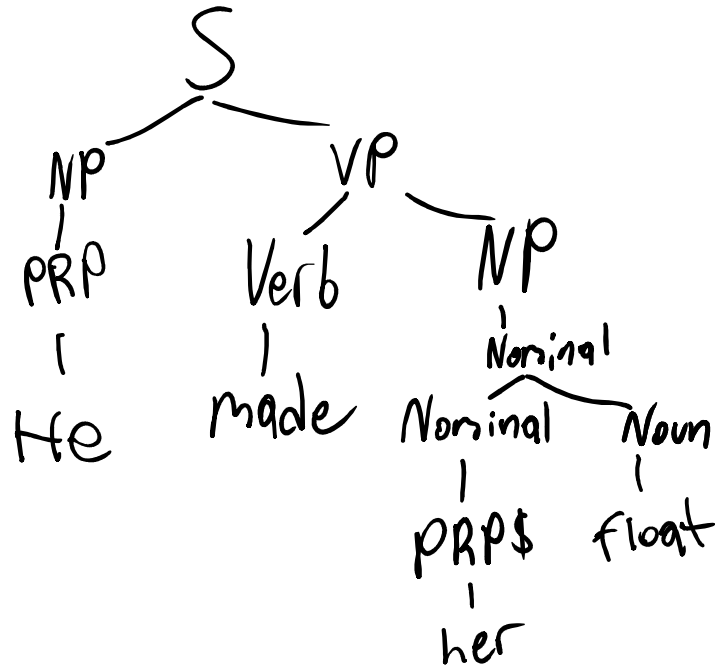 S
NP VP
PRP Verb NP
Nominal
He made Nominal Noun
PRP$ float
her